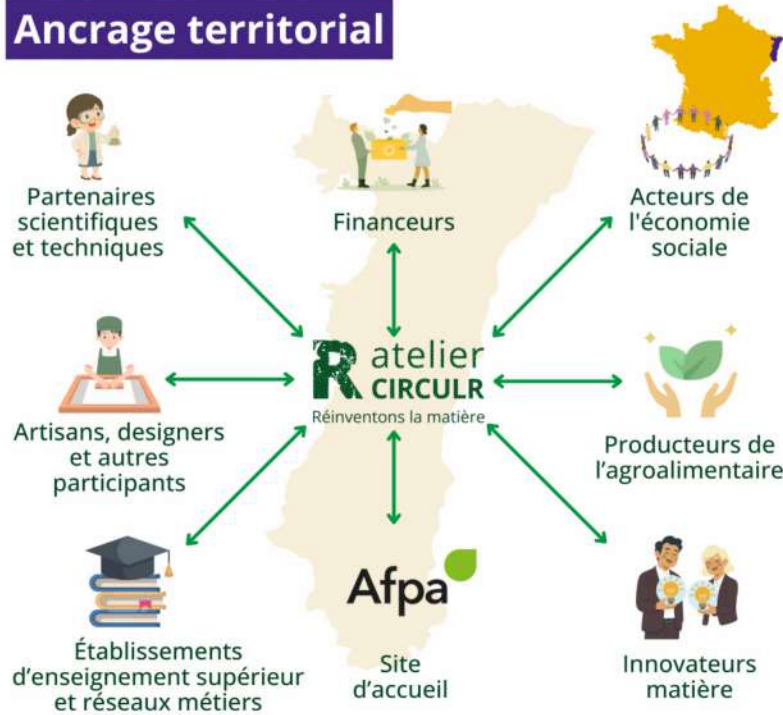 Ancrage territorial
Partenaires
scientifiques
et techniques
Financeurs
Acteurs de
l'économie
sociale
R atelier
CIRCULR
Réinventons la matière
Artisans, designers
et autres
participants
Producteurs de
l’agroalimentaire
Établissements
d’enseignement supérieur
et réseaux métiers
Afpa
Site
d’accueil
Innovateurs
matière